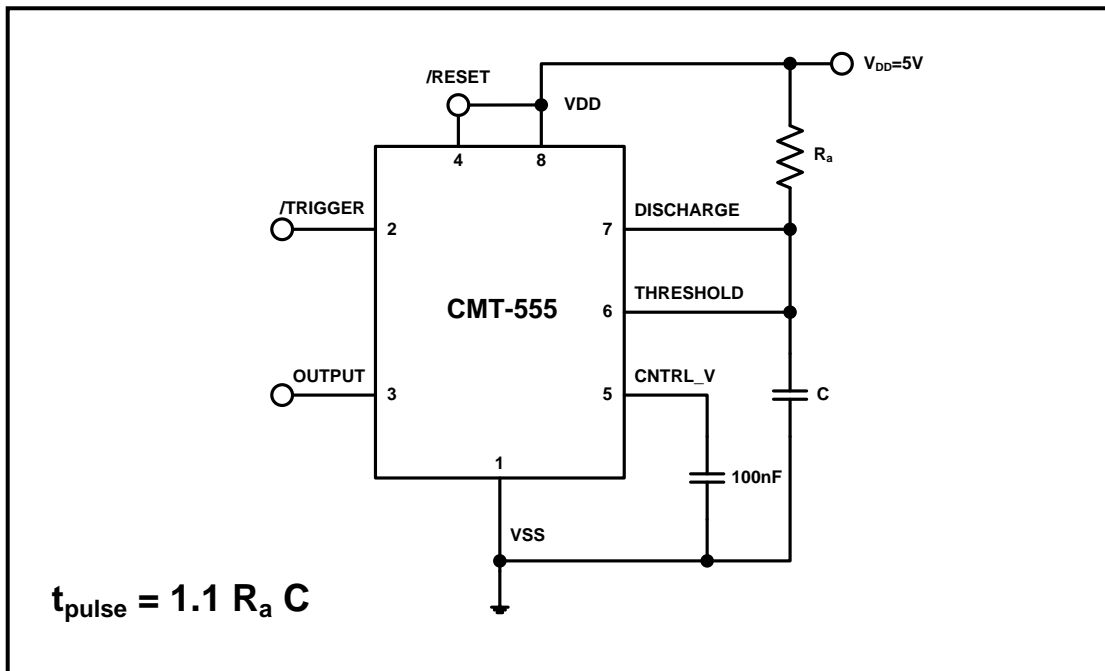 V_DD=5V
/RESET
VDD
4
8
R_a
/TRIGGER
DISCHARGE
2
7
CMT-555
THRESHOLD
6
OUTPUT
CNTRL_V
C
3
5
1
100nF
VSS
t_pulse = 1.1 R_a C